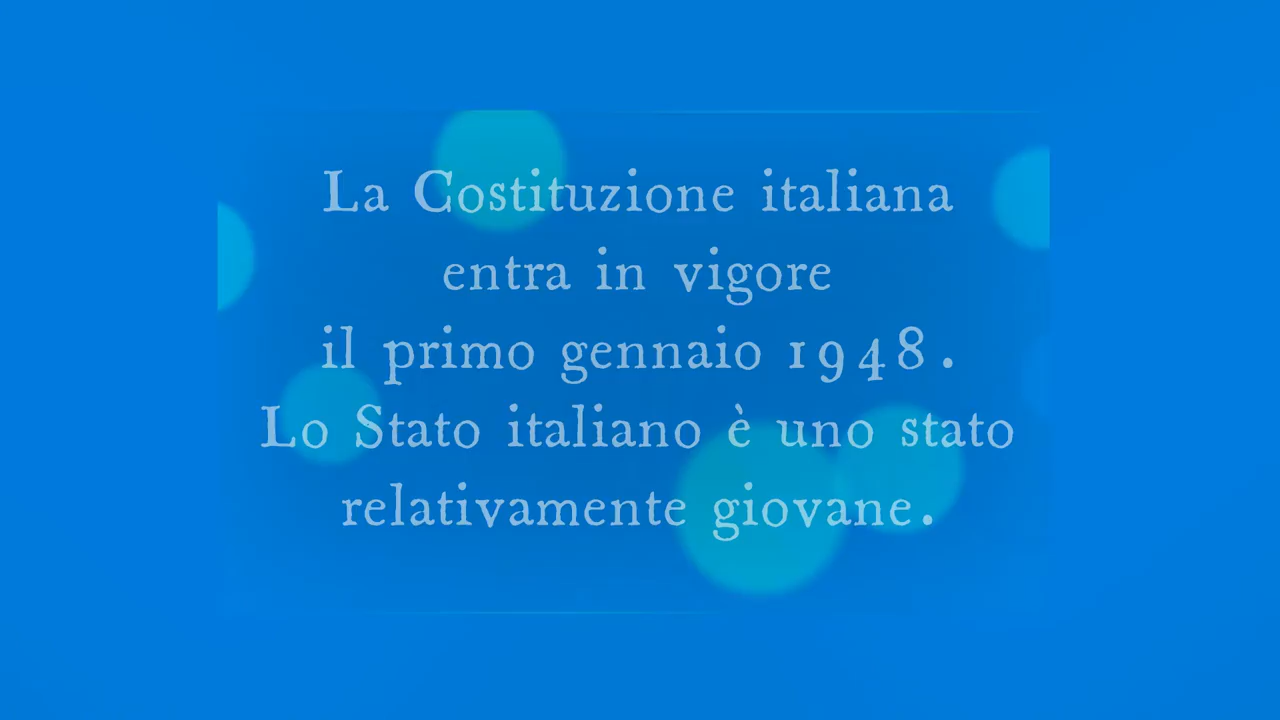 La Costituzione italiana
entra in vigore
il primo gennaio 1948.
Lo Stato italiano è uno stato
relativamente giovane.